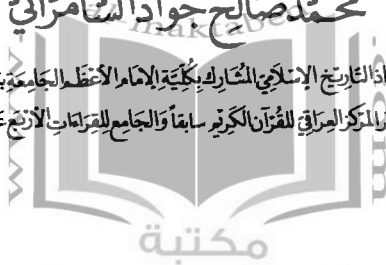 محمد صالح جواد السامرائي
اذ التاريخ الإسلامي المشارك بكلية الإمام الأعظم الجامعة
المركز العراقي للقرآن الكريم سابقاً والجامع للقراءات الأربع
مكتبة